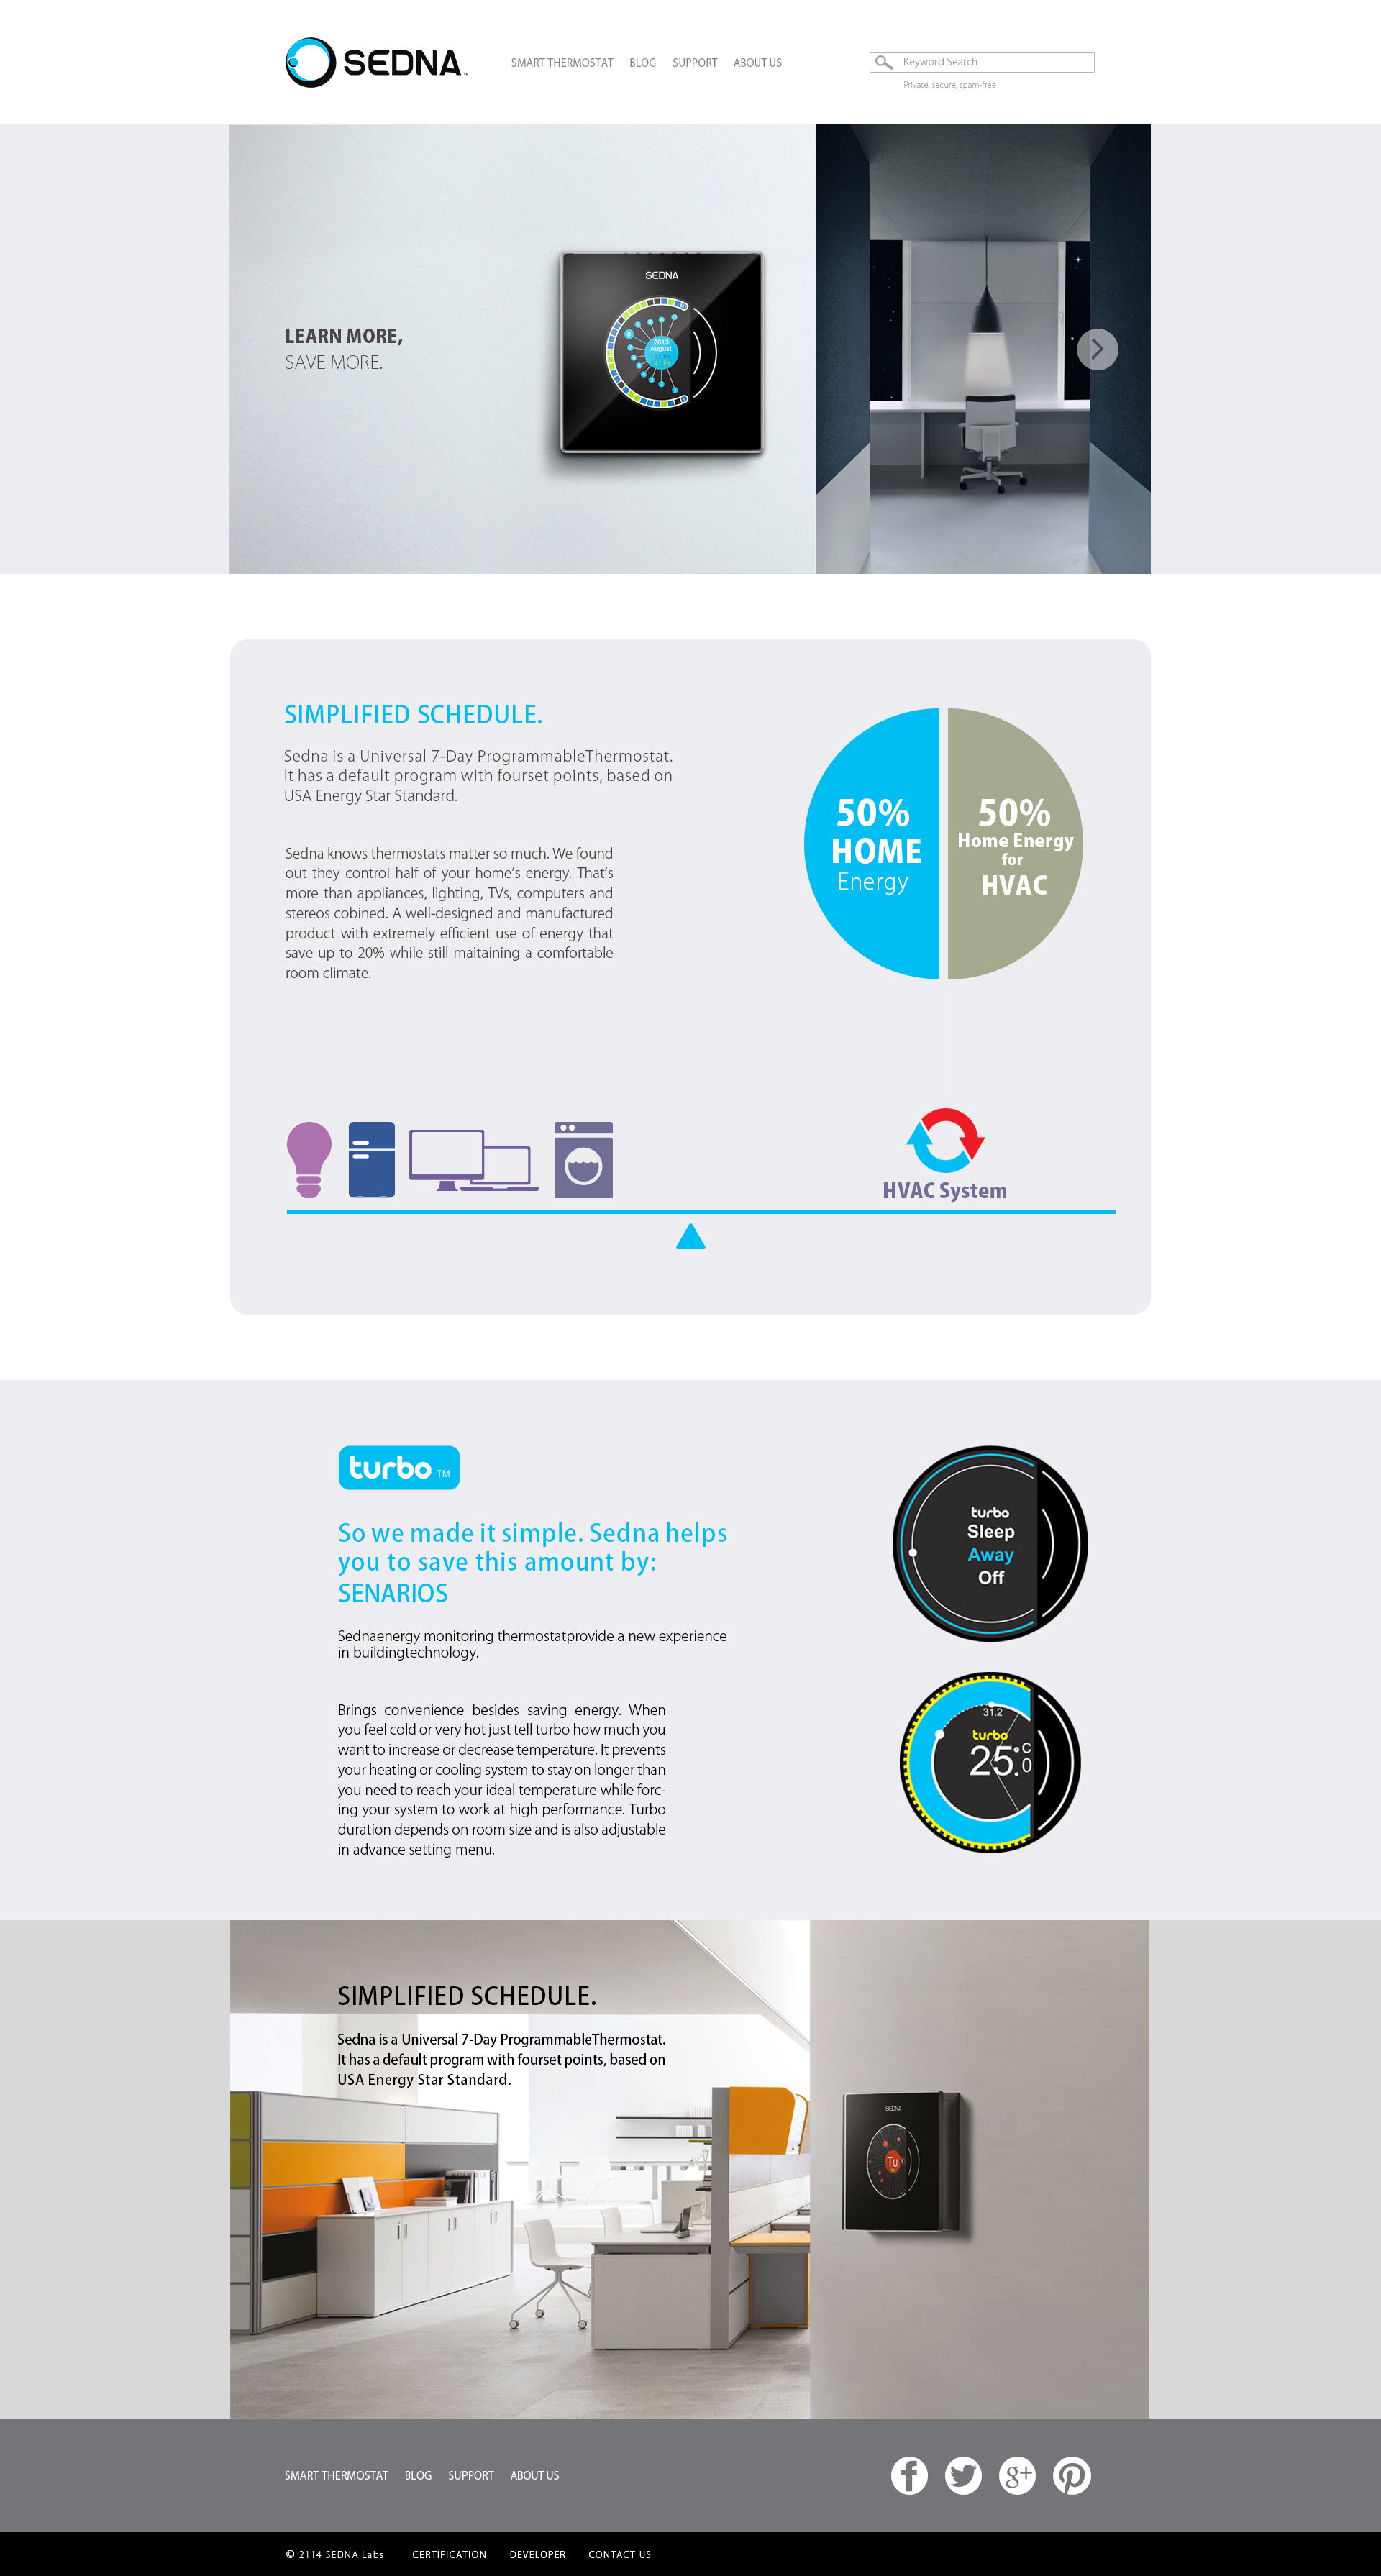 SEDNA™
SMART THERMOSTAT BLOG SUPPORT ABOUT US
Keyword Search
Private, secure, spam-free
LEARN MORE,
SAVE MORE.
SEDNA
2013
August
SIMPLIFIED SCHEDULE.
Sedna is a Universal 7-Day ProgrammableThermostat.
It has a default program with fourset points, based on
USA Energy Star Standard.
Sedna knows thermostats matter so much. We found
out they control half of your home’s energy. That’s
more than appliances, lighting, TVs, computers and
stereos cobined. A well-designed and manufactured
product with extremely efficient use of energy that
save up to 20% while still maitaining a comfortable
room climate.
50%
HOME
Energy
50%
Home Energy
for
HVAC
HVAC System
turbo TM
So we made it simple. Sedna helps
you to save this amount by:
SENARIOS
Sednaenergy monitoring thermostatprovide a new experience
in buildingtechnology.
Brings convenience besides saving energy. When
you feel cold or very hot just tell turbo how much you
want to increase or decrease temperature. It prevents
your heating or cooling system to stay on longer than
you need to reach your ideal temperature while forc-
ing your system to work at high performance. Turbo
duration depends on room size and is also adjustable
in advance setting menu.
turbo
Sleep
Away
Off
31.2
turbo
25:°C
0
SIMPLIFIED SCHEDULE.
Sedna is a Universal 7-Day ProgrammableThermostat.
It has a default program with fourset points, based on
USA Energy Star Standard.
SEDNA
Tu
SMART THERMOSTAT BLOG SUPPORT ABOUT US
f g+
© 2114 SEDNA Labs CERTIFICATION DEVELOPER CONTACT US